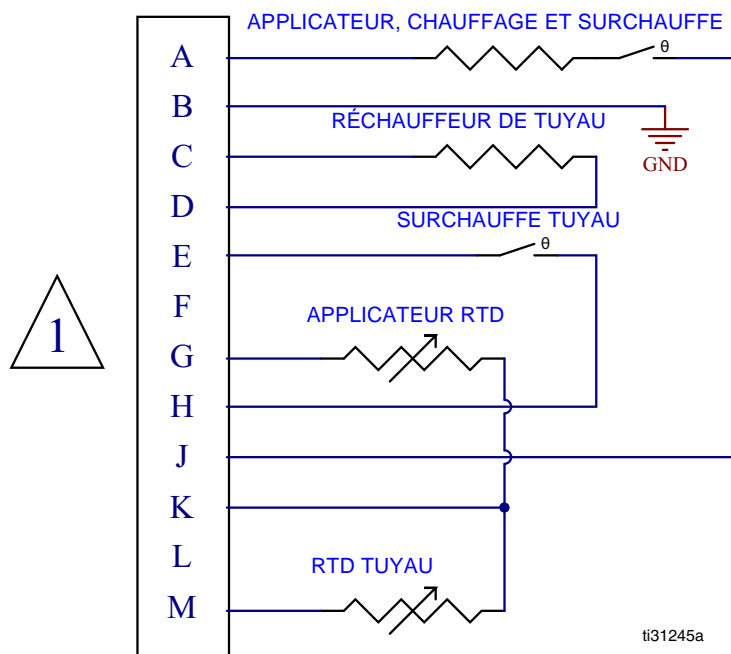 APPLICATEUR, CHAUFFAGE ET SURCHAUFFE
A
θ
B
RÉCHAUFFEUR DE TUYAU
C
GND
D
SURCHAUFFE TUYAU
E
θ
F
APPLICATEUR RTD
1
G
H
J
K
L
RTD TUYAU
M
ti31245a